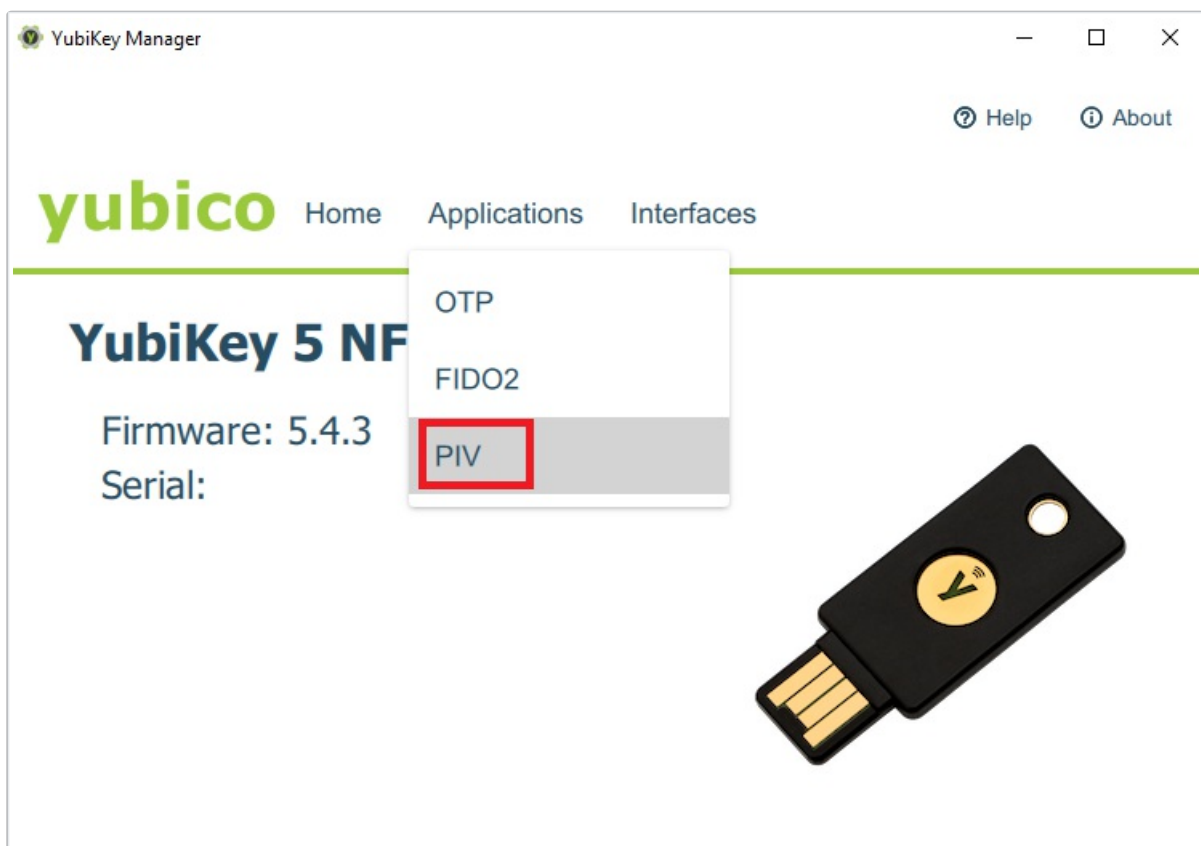 YubiKey Manager
Help About
yubico Home Applications Interfaces
OTP
YubiKey 5 NF
FIDO2
Firmware: 5.4.3
PIV
Serial: